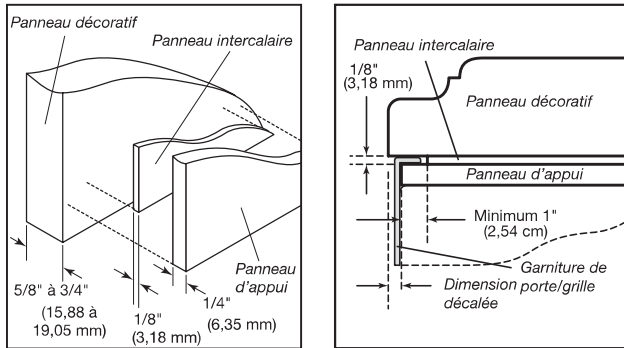 Panneau décoratif
Panneau intercalaire
Panneau
d'appui
5/8" à 3/4"
(15,88 à
19,05 mm)
1/8"
(3,18 mm)
1/4"
(6,35 mm)
Panneau intercalaire
1/8"
(3,18 mm)
Panneau décoratif
Panneau d'appui
Minimum 1"
(2,54 cm)
Garniture de
porte/grille
Dimension
décalée